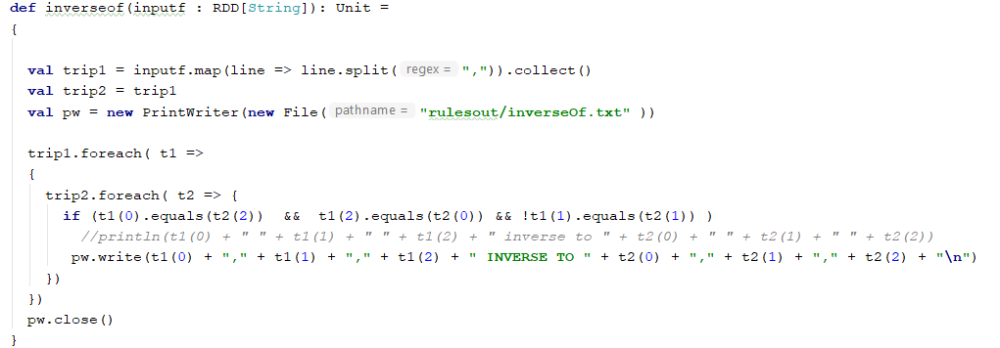 def inverseof(inputf : RDD[String]): Unit =
{
val trip1 = inputf.map(line => line.split( regex = ",")).collect()
val trip2 = trip1
val pw = new PrintWriter(new File( pathname = "rulesout/inverseOf.txt" ))
trip1.foreach( t1 =>
{
trip2.foreach( t2 => {
if (t1(0).equals(t2(2))  &&  t1(2).equals(t2(0)) && !t1(1).equals(t2(1)) )
//println(t1(0) + " " + t1(1) + " " + t1(2) + " inverse to " + t2(0) + " " + t2(1) + " " + t2(2))
pw.write(t1(0) + "," + t1(1) + "," + t1(2) + " INVERSE TO " + t2(0) + "," + t2(1) + "," + t2(2) + "\n")
})
})
pw.close()
}